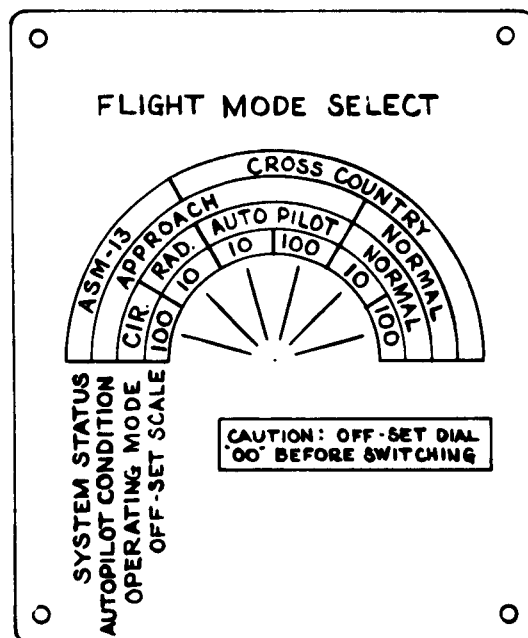 FLIGHT MODE SELECT
ASM-13
CROSS COUNTRY
APPROACH
NORMAL
CIR.
RAD.
AUTO PILOT
NORMAL
100
10
10
100
10
100
SYSTEM STATUS
AUTOPILOT CONDITION
OPERATING MODE
OFF-SET SCALE
CAUTION: OFF-SET DIAL
"OO" BEFORE SWITCHING